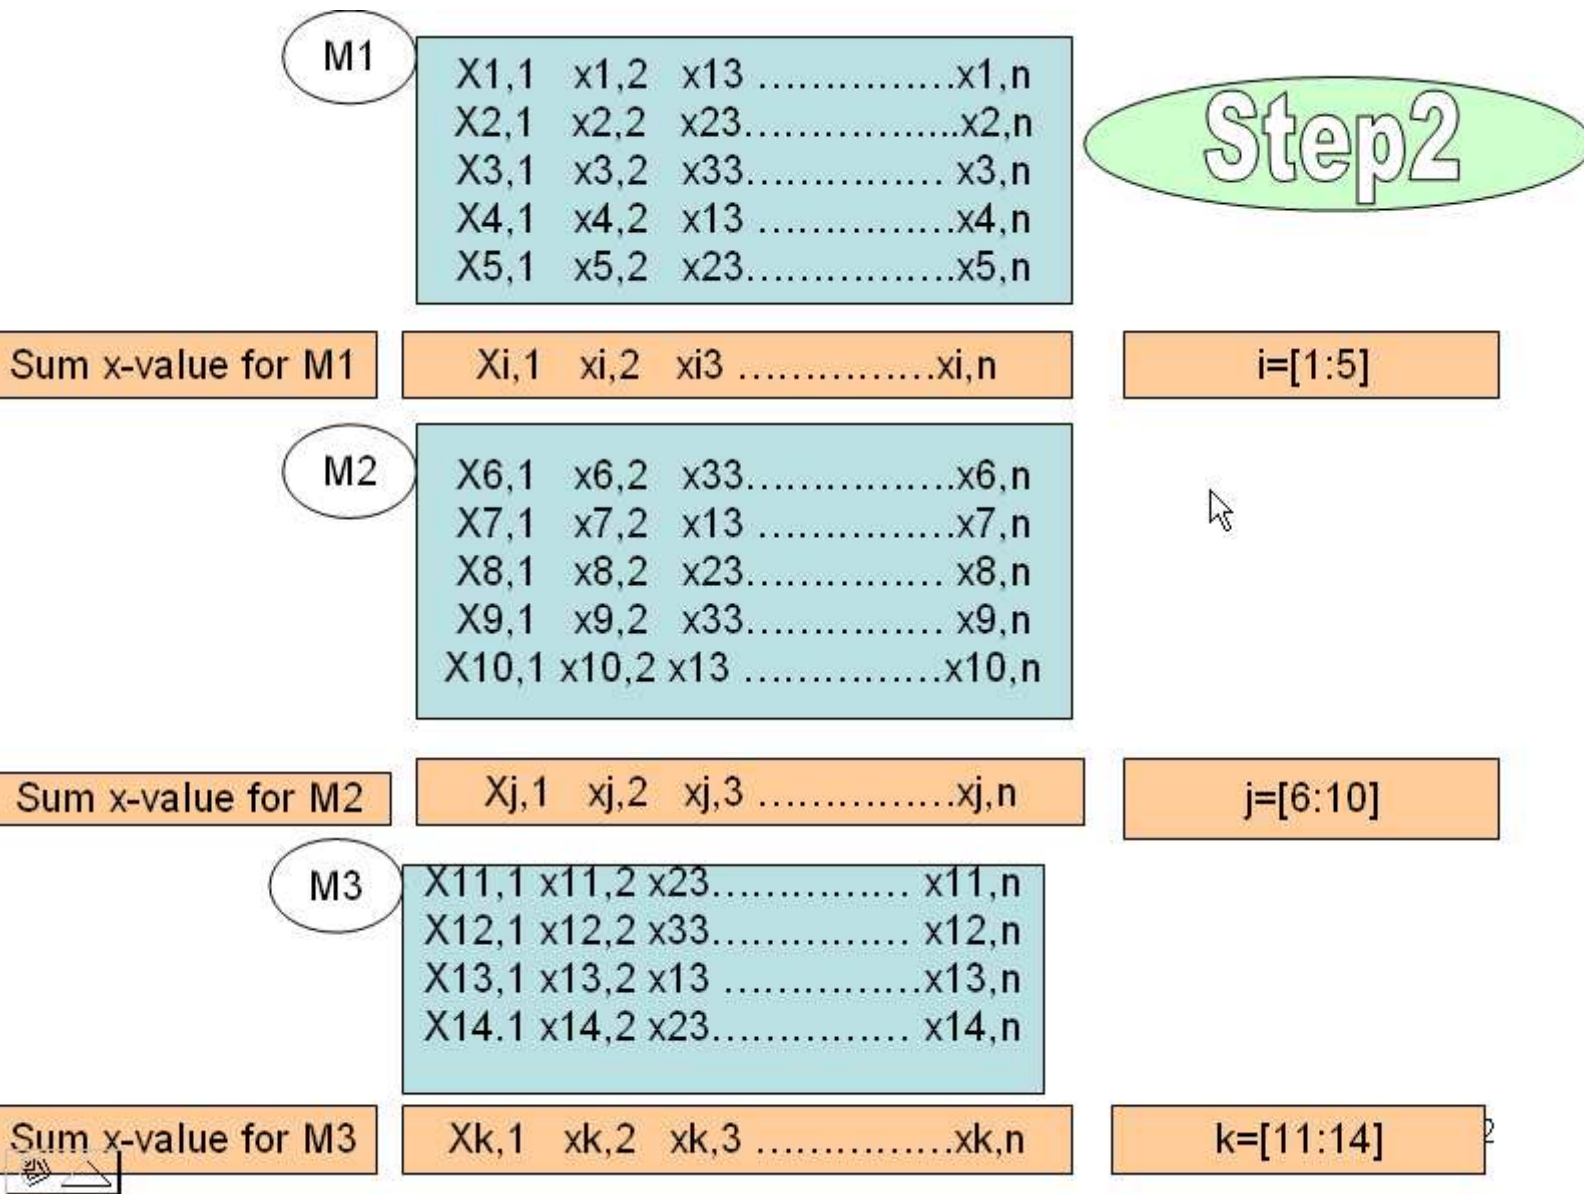 M1
X1,1 x1,2 x13 ...............x1,n
X2,1 x2,2 x23.................x2,n
X3,1 x3,2 x33............... x3,n
X4,1 x4,2 x13 ...............x4,n
X5,1 x5,2 x23................x5,n
Step2
Sum x-value for M1
Xi,1 xi,2 xi3 ...............xi,n
i=[1:5]
M2
X6,1 x6,2 x33................x6,n
X7,1 x7,2 x13 ...............x7,n
X8,1 x8,2 x23............... x8,n
X9,1 x9,2 x33............... x9,n
X10,1 x10,2 x13 ...............x10,n
Sum x-value for M2
Xj,1 xj,2 xj,3 ...............xj,n
j=[6:10]
M3
X11,1 x11,2 x23............... x11,n
X12,1 x12,2 x33............... x12,n
X13,1 x13,2 x13 ...............x13,n
X14.1 x14,2 x23............... x14,n
Sum x-value for M3
Xk,1 xk,2 xk,3 ...............xk,n
k=[11:14]
2